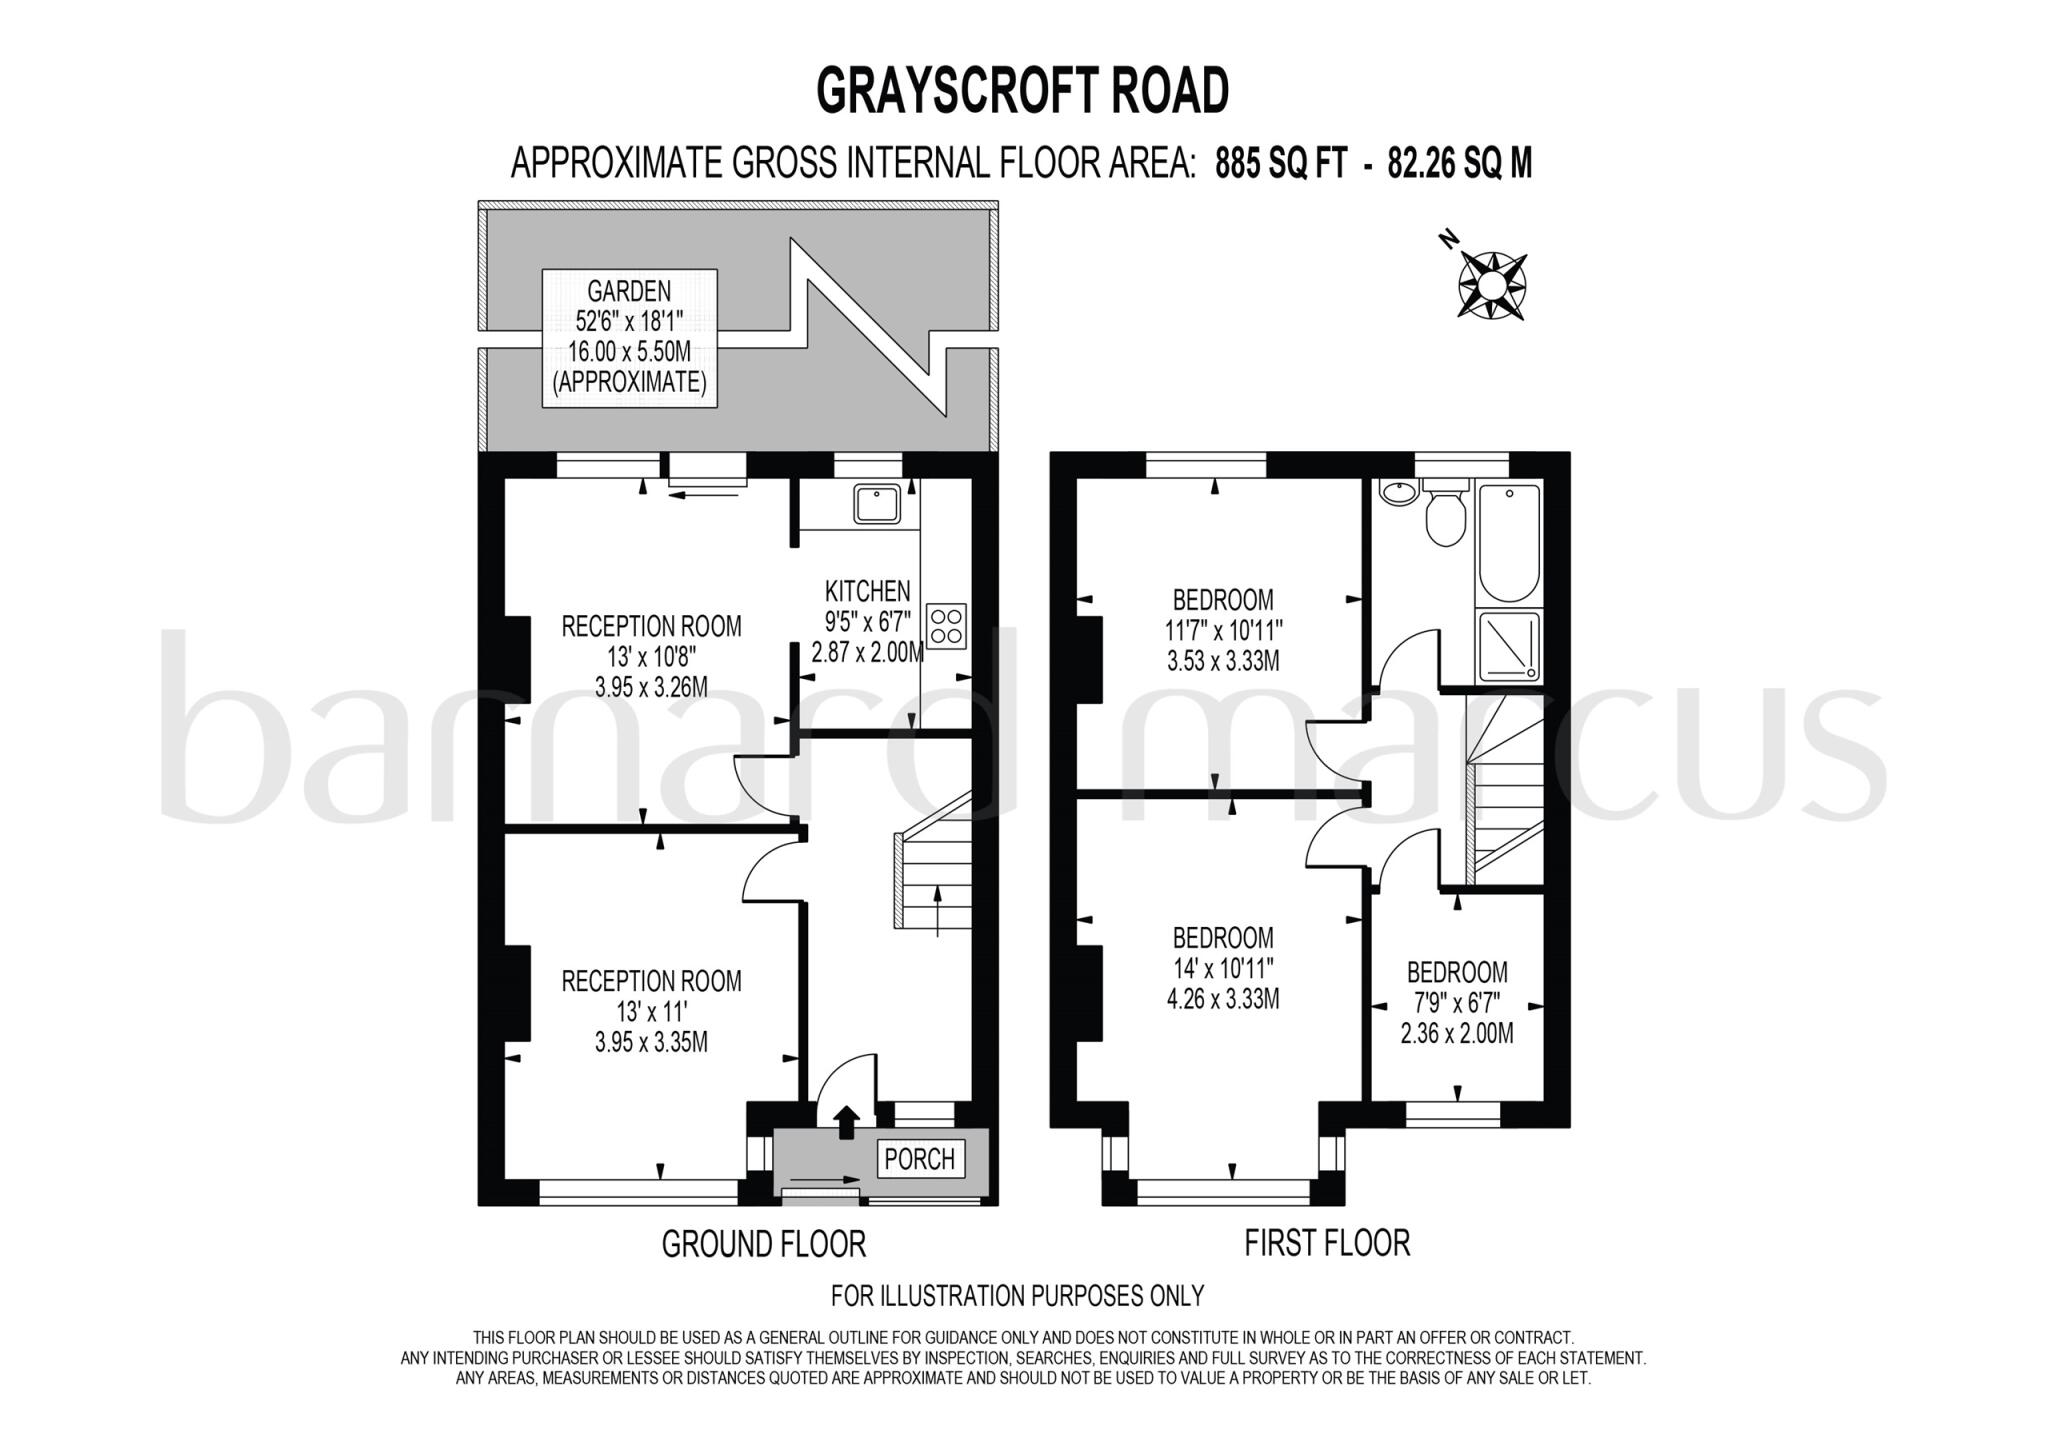 GRAYSCROFT ROAD
APPROXIMATE GROSS INTERNAL FLOOR AREA: 885 SQ FT - 82.26 SQ M
N
GARDEN
52'6" x 18'1"
16.00 x 5.50M
(APPROXIMATE)
KITCHEN
9'5" x 6'7"
2.87 x 2.00M
RECEPTION ROOM
13' x 10'8"
3.95 x 3.26M
BEDROOM
11'7" x 10'11"
3.53 x 3.33M
barnard marcus
RECEPTION ROOM
13' x 11'
3.95 x 3.35M
BEDROOM
14' x 10'11"
4.26 x 3.33M
BEDROOM
7'9" x 6'7"
2.36 x 2.00M
PORCH
GROUND FLOOR
FIRST FLOOR
FOR ILLUSTRATION PURPOSES ONLY
THIS FLOOR PLAN SHOULD BE USED AS A GENERAL OUTLINE FOR GUIDANCE ONLY AND DOES NOT CONSTITUTE IN WHOLE OR IN PART AN OFFER OR CONTRACT.
ANY INTENDING PURCHASER OR LESSEE SHOULD SATISFY THEMSELVES BY INSPECTION, SEARCHES, ENQUIRIES AND FULL SURVEY AS TO THE CORRECTNESS OF EACH STATEMENT.
ANY AREAS, MEASUREMENTS OR DISTANCES QUOTED ARE APPROXIMATE AND SHOULD NOT BE USED TO VALUE A PROPERTY OR BE THE BASIS OF ANY SALE OR LET.